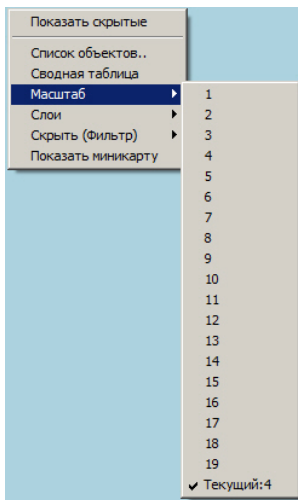 Показать скрытые
Список объектов..
Сводная таблица
Масштаб
Слои
Скрыть (Фильтр)
Показать миникарту
1
2
3
4
5
6
7
8
9
10
11
12
13
14
15
16
17
18
19
Текущий:4